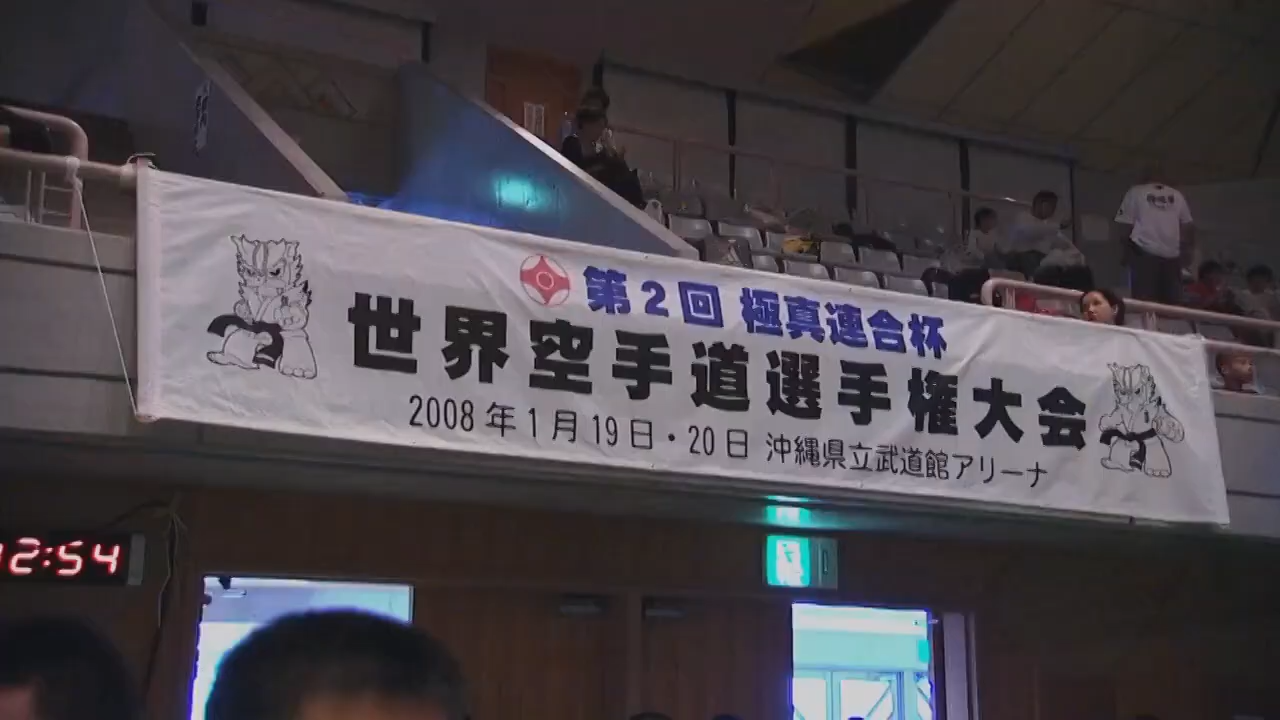 第2回 極真連合杯
世界空手道選手権大会
2008年1月19日・20日 沖縄県立武道館アリーナ
2:54